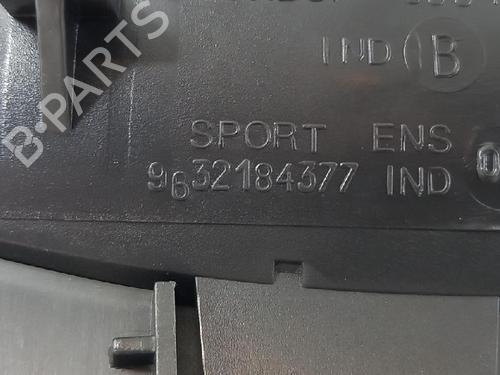 IND B
SPORT ENS
9632184377 IND
B-PARTS